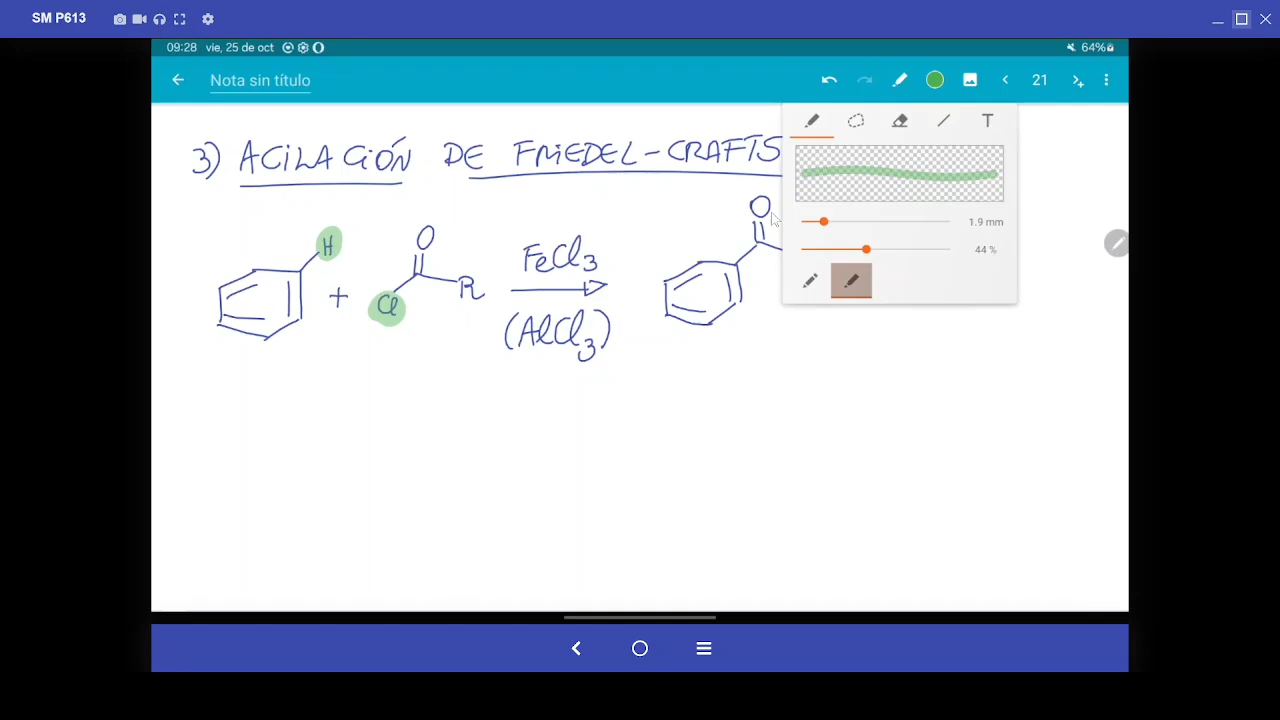 SM P613
09:28 vie, 25 de oct
64%
Nota sin título
21
T
3) ACILACIÓN DE FRIEDEL-CRAFTS
1.9 mm
44 %
O
O
H
Cl
R
+
FeCl3
(AlCl3)